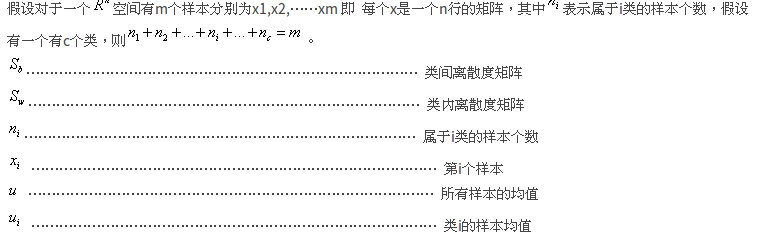 假设对于一个 R^n 空间有m个样本分别为x1,x2,……xm 即 每个x是一个n行的矩阵，其中 n_i 表示属于i类的样本个数，假设
有一个有c个类，则 n_1+n_2+...+n_i+...+n_c=m 。
S_b …………………………………………………………………… 类间离散度矩阵
S_w …………………………………………………………………… 类内离散度矩阵
n_i …………………………………………………………………… 属于i类的样本个数
x_i …………………………………………………………………… 第i个样本
u …………………………………………………………………… 所有样本的均值
u_i …………………………………………………………………… 类i的样本均值